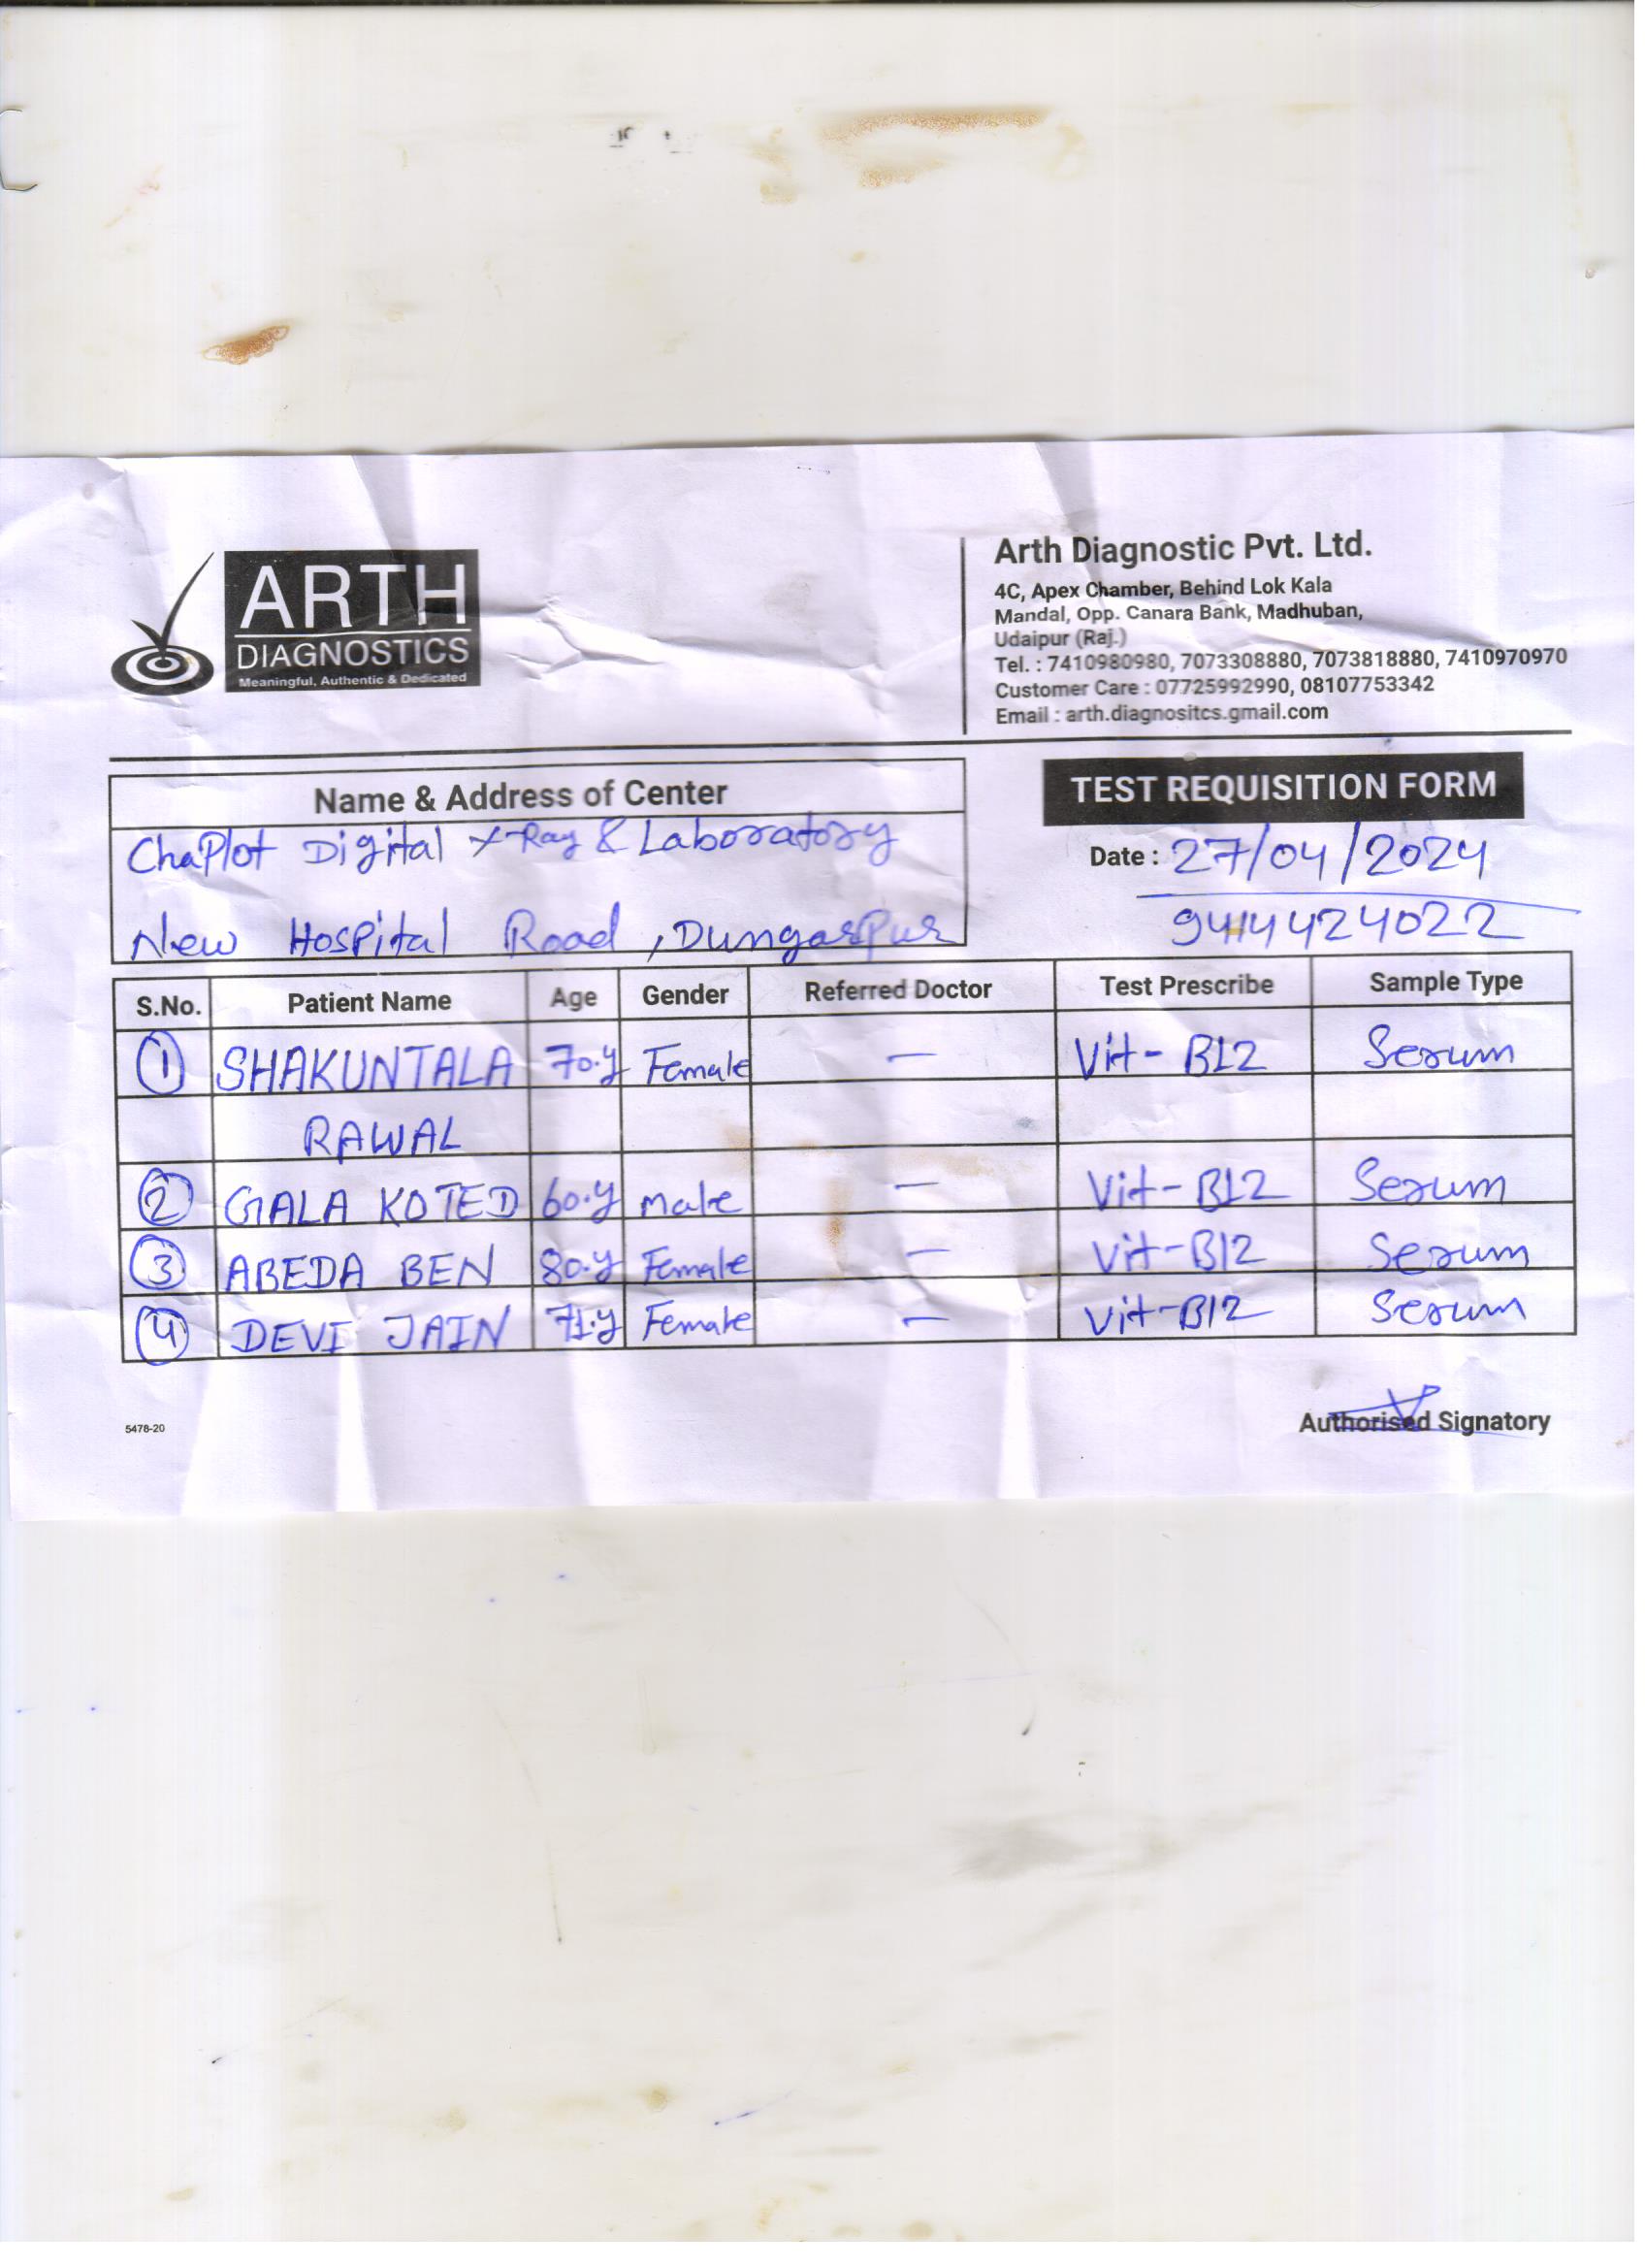 ARTH
DIAGNOSTICS
Meaningful, Authentic & Dedicated
Arth Diagnostic Pvt. Ltd.
4C, Apex Chamber, Behind Lok Kala
Mandal, Opp. Canara Bank, Madhuban,
Udaipur (Raj.)
Tel. : 7410980980, 7073308880, 7073818880, 7410970970
Customer Care : 07725992990, 08107753342
Email : arth.diagnositcs.gmail.com
Name & Address of Center
ChaPlot Digital X-Ray & Laboratory
New Hospital Road, Dungarpur
TEST REQUISITION FORM
Date : 27/04/2024
9414424022
S.No. Patient Name Age Gender Referred Doctor Test Prescribe Sample Type
1 SHAKUNTALA 70.y Female — Vit-B12 Serum
RAWAL
2 GALA KOTED 60.y Male — Vit-B12 Serum
3 ABEDA BEN 80.y Female — Vit-B12 Serum
4 DEVI JAIN 71.y Female — Vit-B12 Serum
5478-20
Authorised Signatory